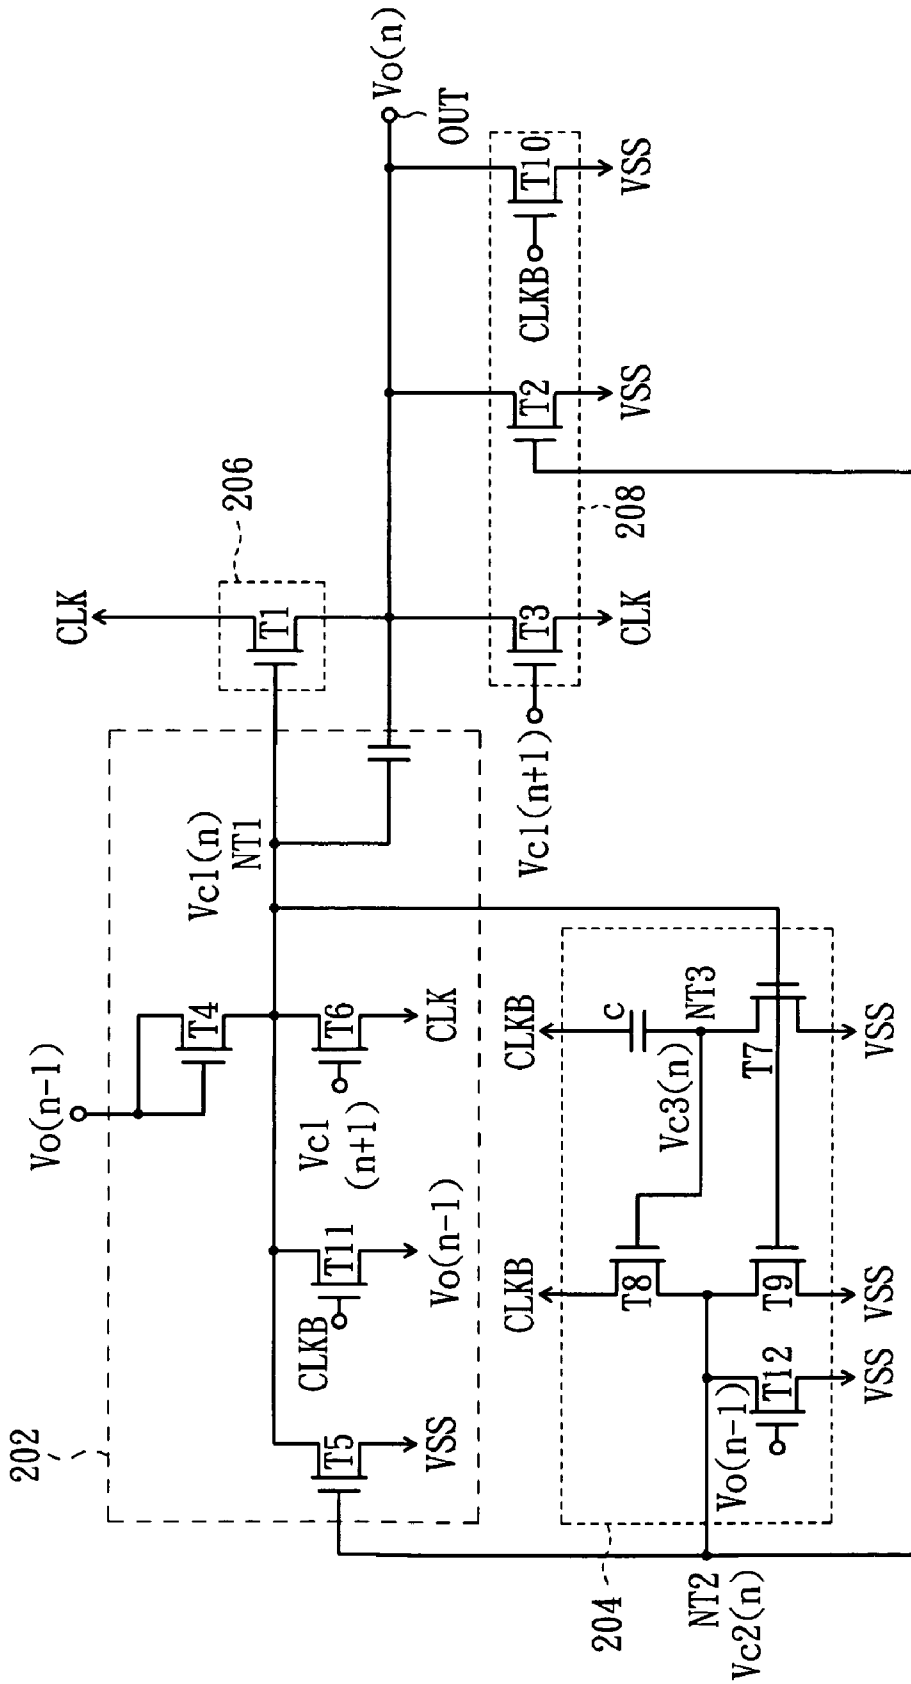 202
Vo(n-1)
CLK
Vc1(n)
NT1
206
T4
T1
T5
CLKB
T11
Vc1
(n+1)
T6
VSS
Vo(n-1)
CLK
Vo(n)
OUT
Vc1(n+1)
T3
T2
CLKB
T10
CLK
VSS
VSS
208
204
CLKB
CLKB
c
T8
Vc3(n)
NT3
NT2
Vc2(n)
Vo(n-1)
T12
T9
T7
VSS
VSS
VSS